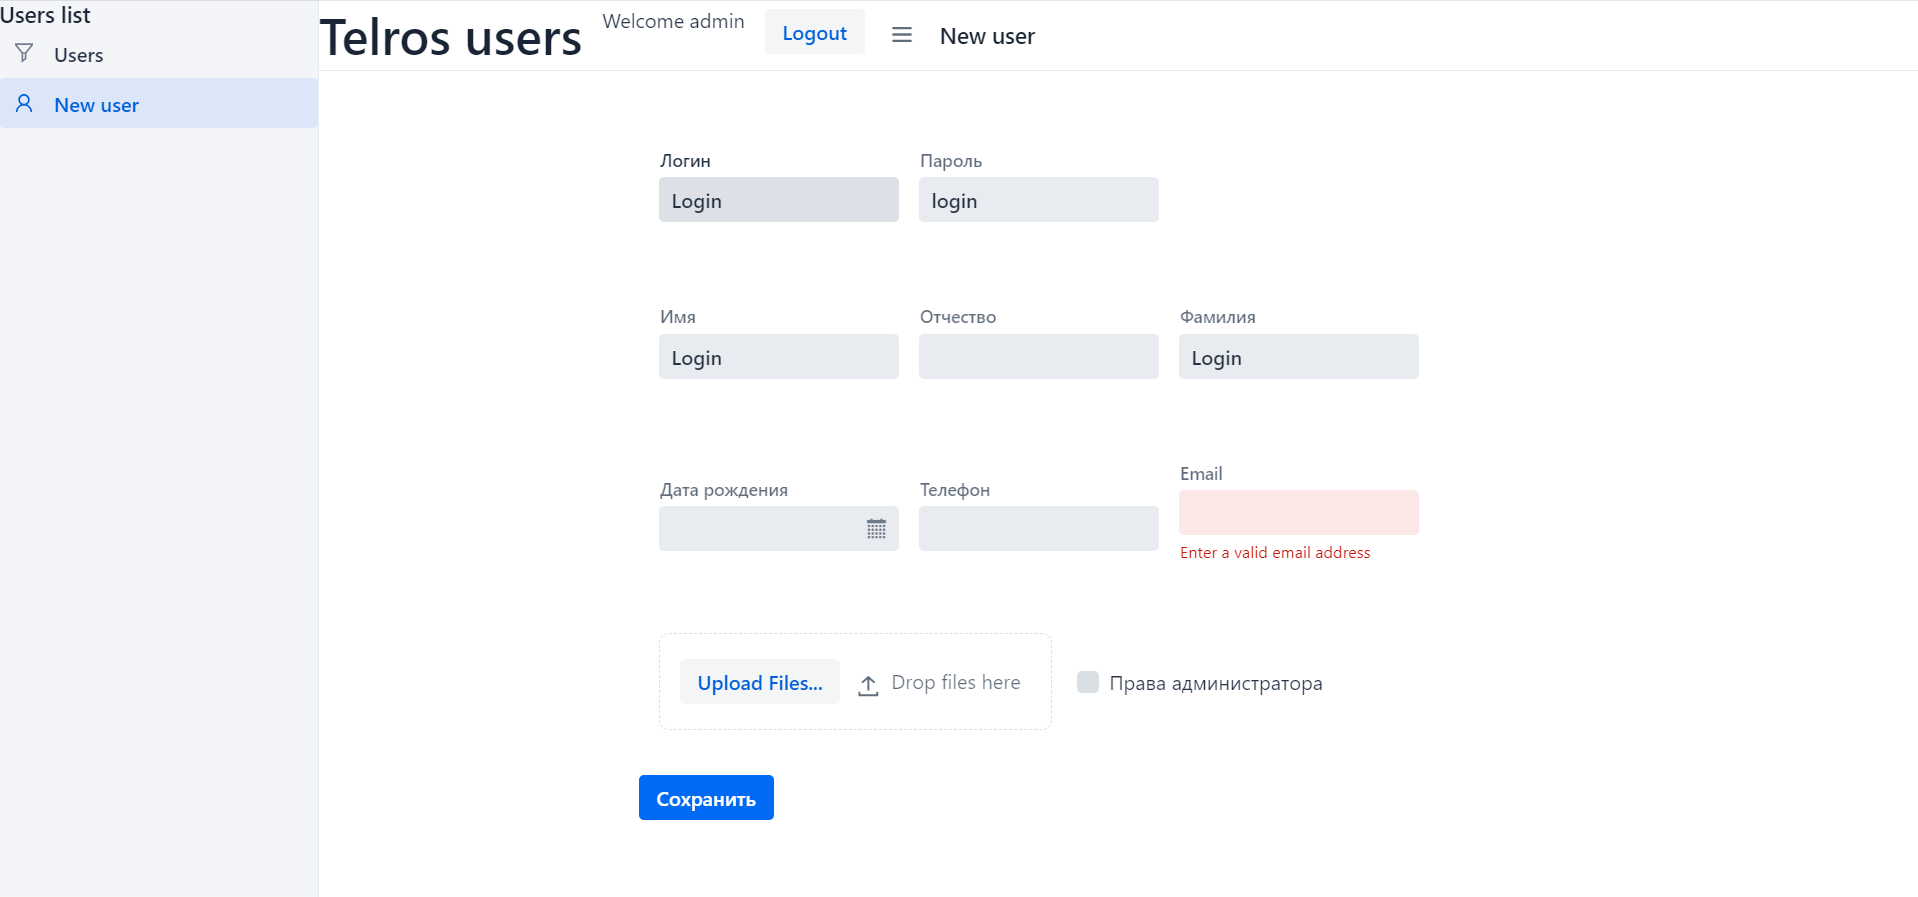 Users list
Users
New user
Telros users
Welcome admin
Logout
New user
Логин
Пароль
Login
login
Имя
Отчество
Фамилия
Login
Login
Дата рождения
Телефон
Email
Enter a valid email address
Upload Files...
Drop files here
Права администратора
Сохранить